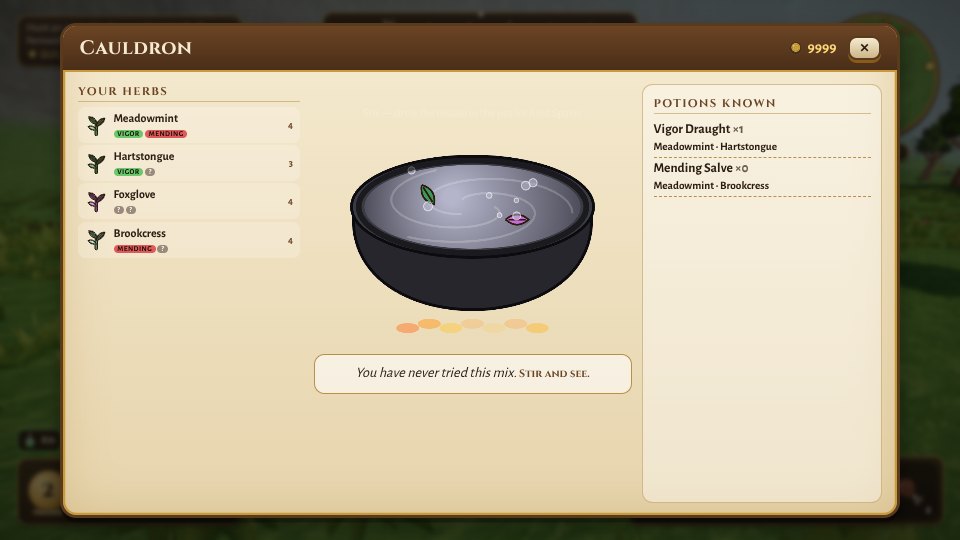 Cauldron
9999
Your Herbs
Meadowmint
4
VIGOR MENDING
Hartstongue
3
VIGOR ?
Foxglove
4
? ?
Brookcress
4
MENDING ?
You have never tried this mix. Stir and see.
Potions Known
Vigor Draught ×1
Meadowmint · Hartstongue
Mending Salve ×0
Meadowmint · Brookcress
2